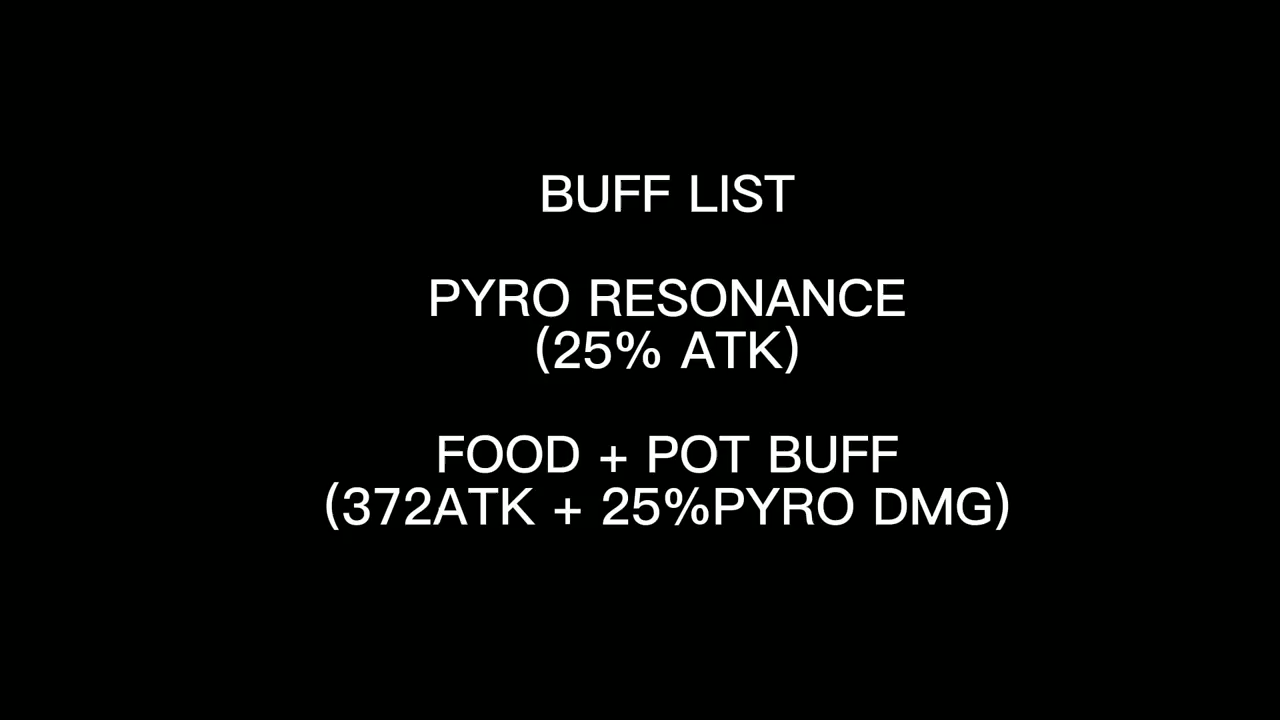 BUFF LIST
PYRO RESONANCE
(25% ATK)
FOOD + POT BUFF
(372ATK + 25%PYRO DMG)